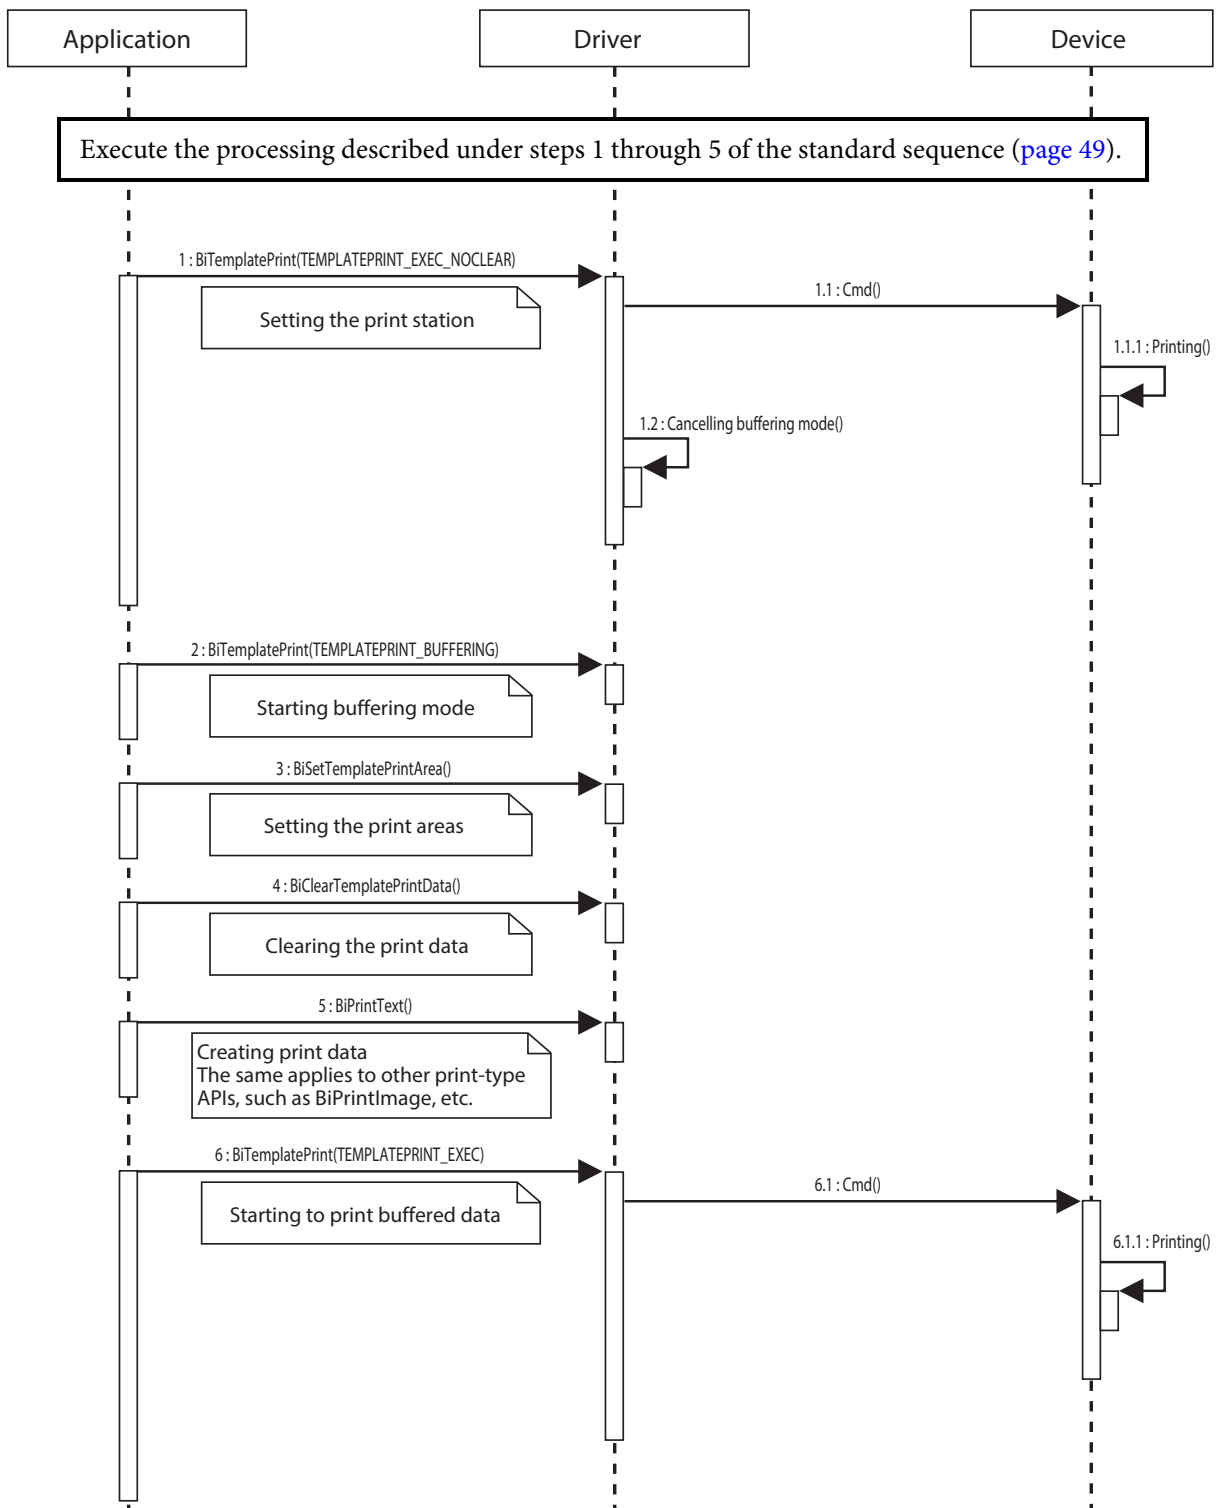 Application
Driver
Device
Execute the processing described under steps 1 through 5 of the standard sequence (page 49).
1 : BiTemplatePrint(TEMPLATEPRINT_EXEC_NOCLEAR)
Setting the print station
1.1 : Cmd()
1.1.1 : Printing()
1.2 : Cancelling buffering mode()
2 : BiTemplatePrint(TEMPLATEPRINT_BUFFERING)
Starting buffering mode
3 : BiSetTemplatePrintArea()
Setting the print areas
4 : BiClearTemplatePrintData()
Clearing the print data
5 : BiPrintText()
Creating print data
The same applies to other print-type
APIs, such as BiPrintImage, etc.
6 : BiTemplatePrint(TEMPLATEPRINT_EXEC)
Starting to print buffered data
6.1 : Cmd()
6.1.1 : Printing()